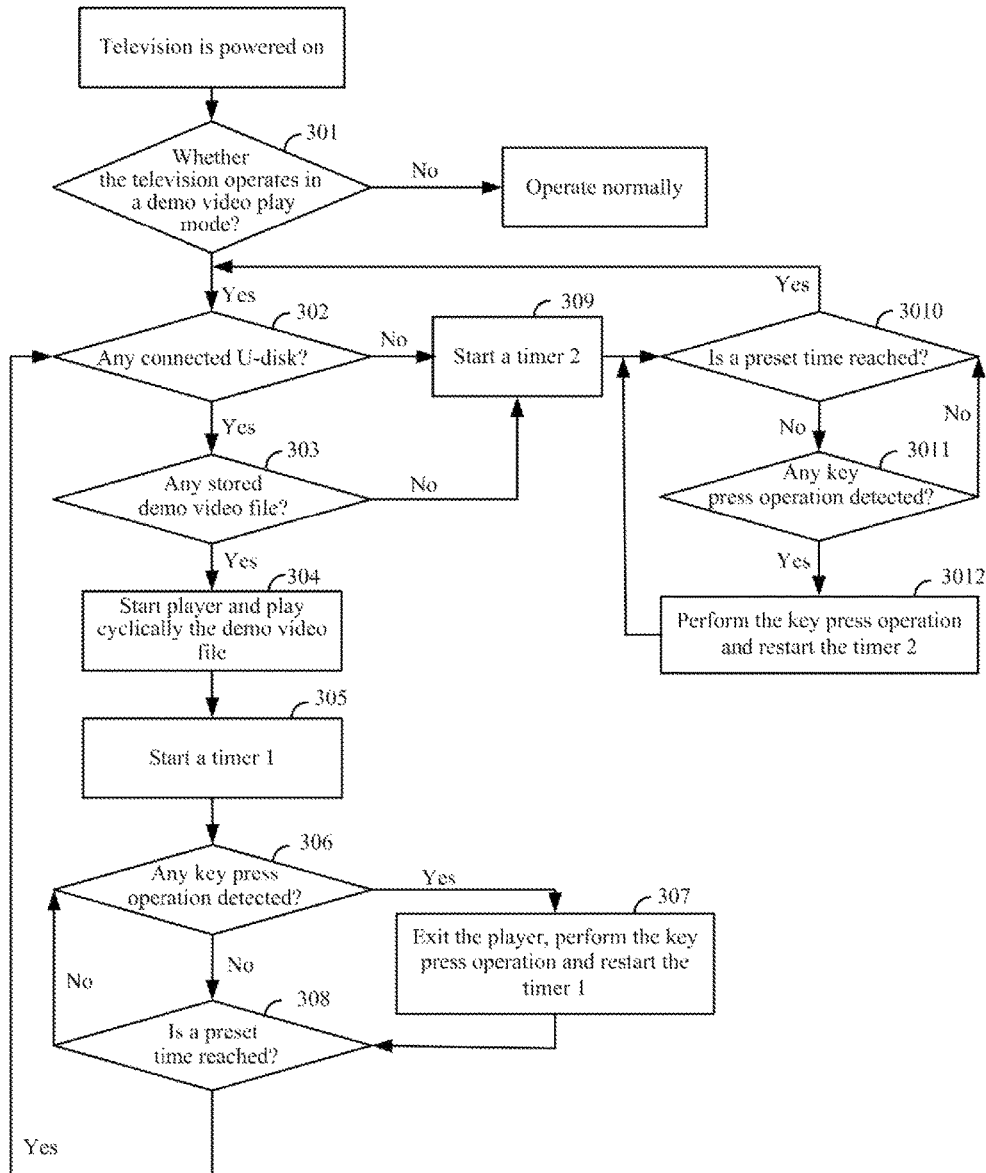 Television is powered on
301
Whether
the television operates in
a demo video play
mode?
No
Operate normally
Yes
Yes
302
309
3010
Any connected U-disk?
No
Start a timer 2
Is a preset time reached?
Yes
No
No
303
3011
Any stored
demo video file?
No
Any key
press operation detected?
Yes
Yes
304
3012
Start player and play
cyclically the demo video
file
Perform the key press operation
and restart the timer 2
305
Start a timer 1
306
Any key press
operation detected?
Yes
307
Exit the player, perform the key
press operation and restart the
timer 1
No
No
308
Is a preset
time reached?
Yes